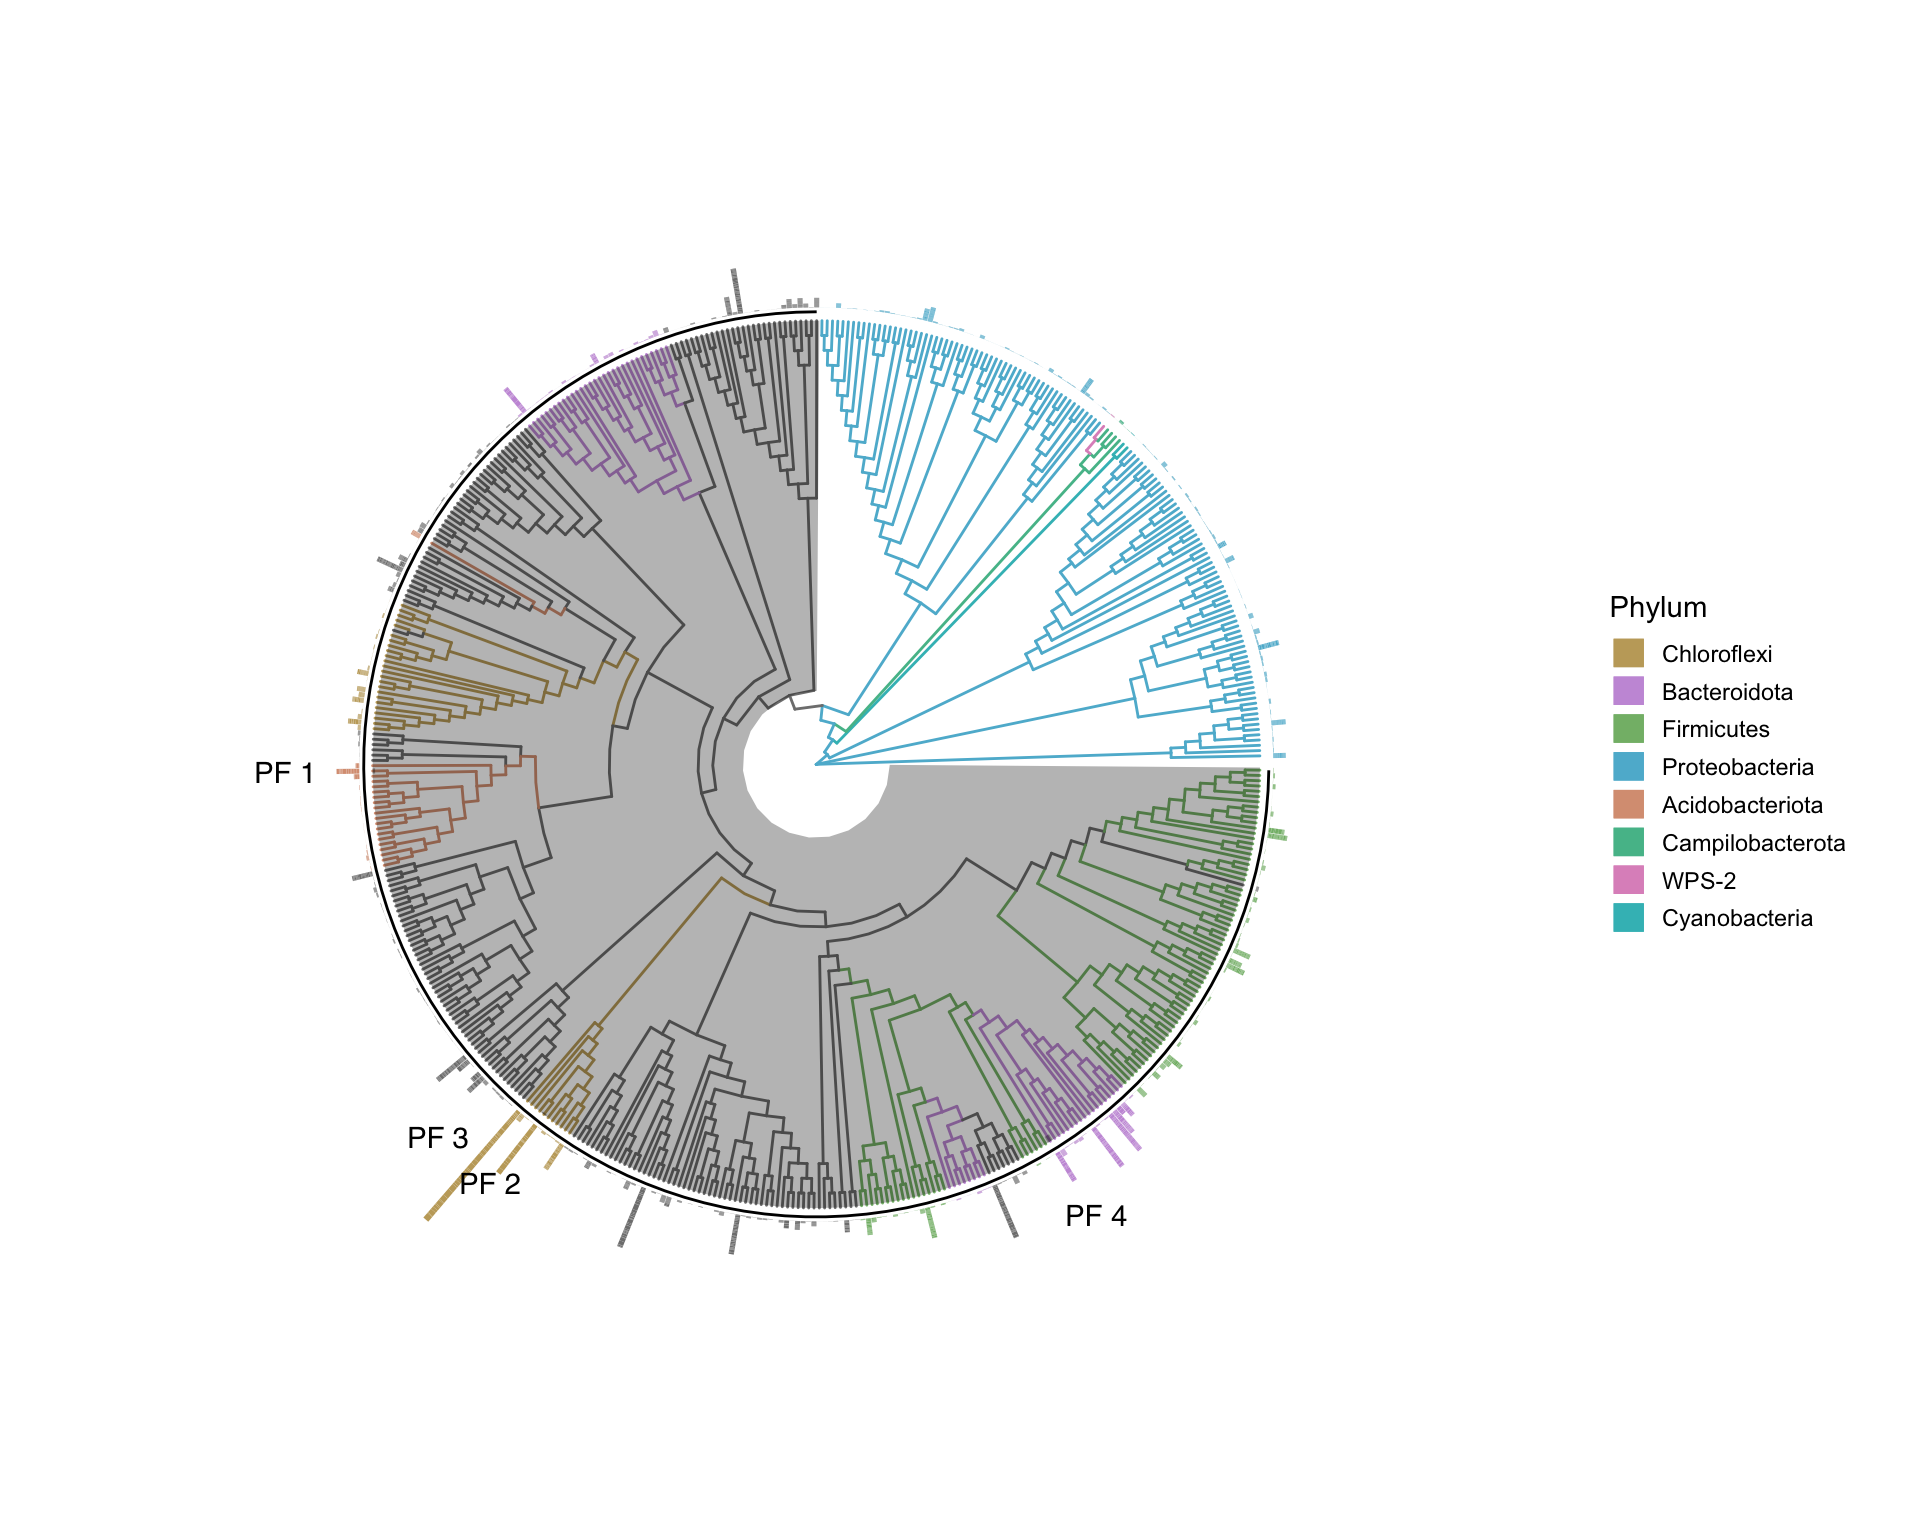 PF 1
PF 3
PF 2
PF 4
Phylum
Chloroflexi
Bacteroidota
Firmicutes
Proteobacteria
Acidobacteriota
Campilobacterota
WPS-2
Cyanobacteria